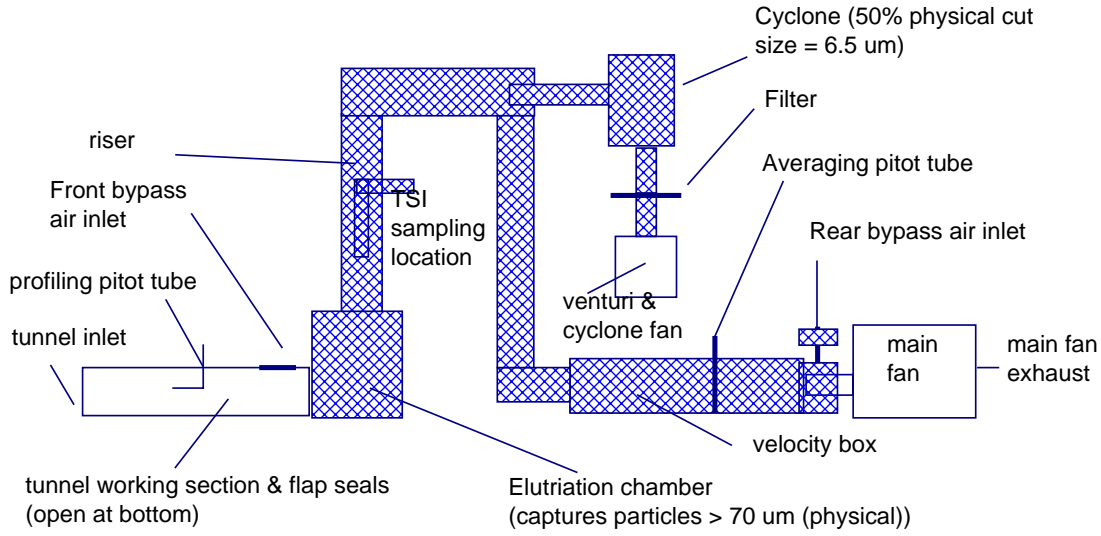 Cyclone (50% physical cut
size = 6.5 um)
Filter
riser
Averaging pitot tube
Front bypass
air inlet
TSI
sampling
location
Rear bypass air inlet
profiling pitot tube
venturi &
cyclone fan
tunnel inlet
main
fan
main fan
exhaust
velocity box
tunnel working section & flap seals
(open at bottom)
Elutriation chamber
(captures particles > 70 um (physical))